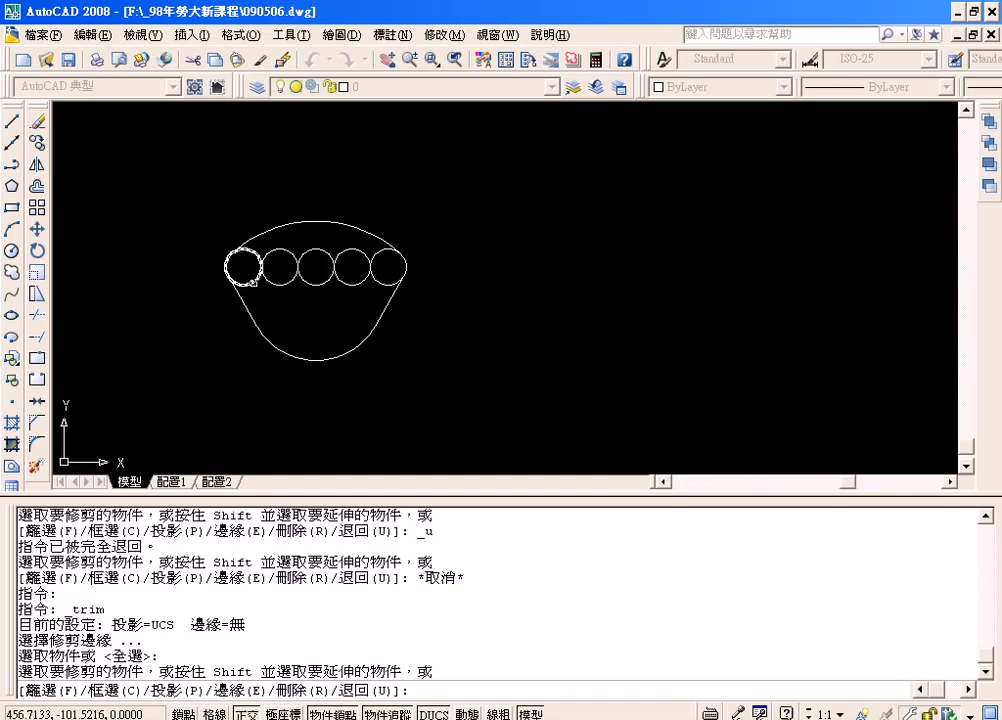 AutoCAD 2008 - [F:\_98年勞大新課程\090506.dwg]
檔案(F) 編輯(E) 檢視(V) 插入(I) 格式(O) 工具(T) 繪圖(D) 標註(N) 修改(M) 視窗(W) 說明(H) 鍵入問題以尋求幫助
Standard ISO-25 Standa
AutoCAD 典型 0 ByLayer ByLayer
Y
X
模型 配置1 配置2
選取要修剪的物件，或按住 Shift 並選取要延伸的物件，或
[籬選(F)/框選(C)/投影(P)/邊緣(E)/刪除(R)/退回(U)]: _u
指令已被完全退回。
選取要修剪的物件，或按住 Shift 並選取要延伸的物件，或
[籬選(F)/框選(C)/投影(P)/邊緣(E)/刪除(R)/退回(U)]: *取消*
指令:
指令: _trim
目前的設定: 投影=UCS 邊緣=無
選擇修剪邊緣 ...
選取物件或 <全選>:
選取要修剪的物件，或按住 Shift 並選取要延伸的物件，或
[籬選(F)/框選(C)/投影(P)/邊緣(E)/刪除(R)/退回(U)]:
456.7133, -101.5216, 0.0000 鎖點 格線 正交 極座標 物件鎖點 物件追蹤 DUCS 動態 線粗 模型 1:1